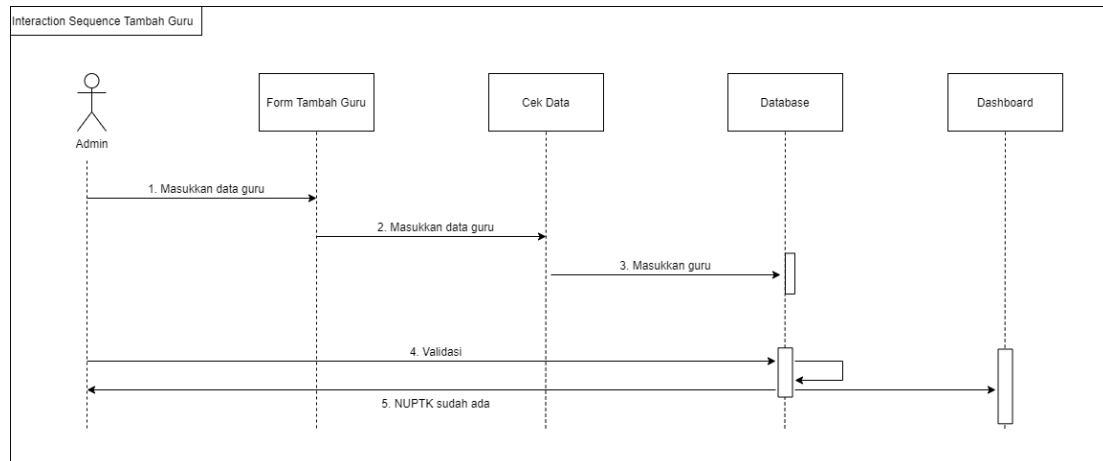 Interaction Sequence Tambah Guru
Form Tambah Guru
Cek Data
Database
Dashboard
Admin
1. Masukkan data guru
2. Masukkan data guru
3. Masukkan guru
4. Validasi
5. NUPTK sudah ada